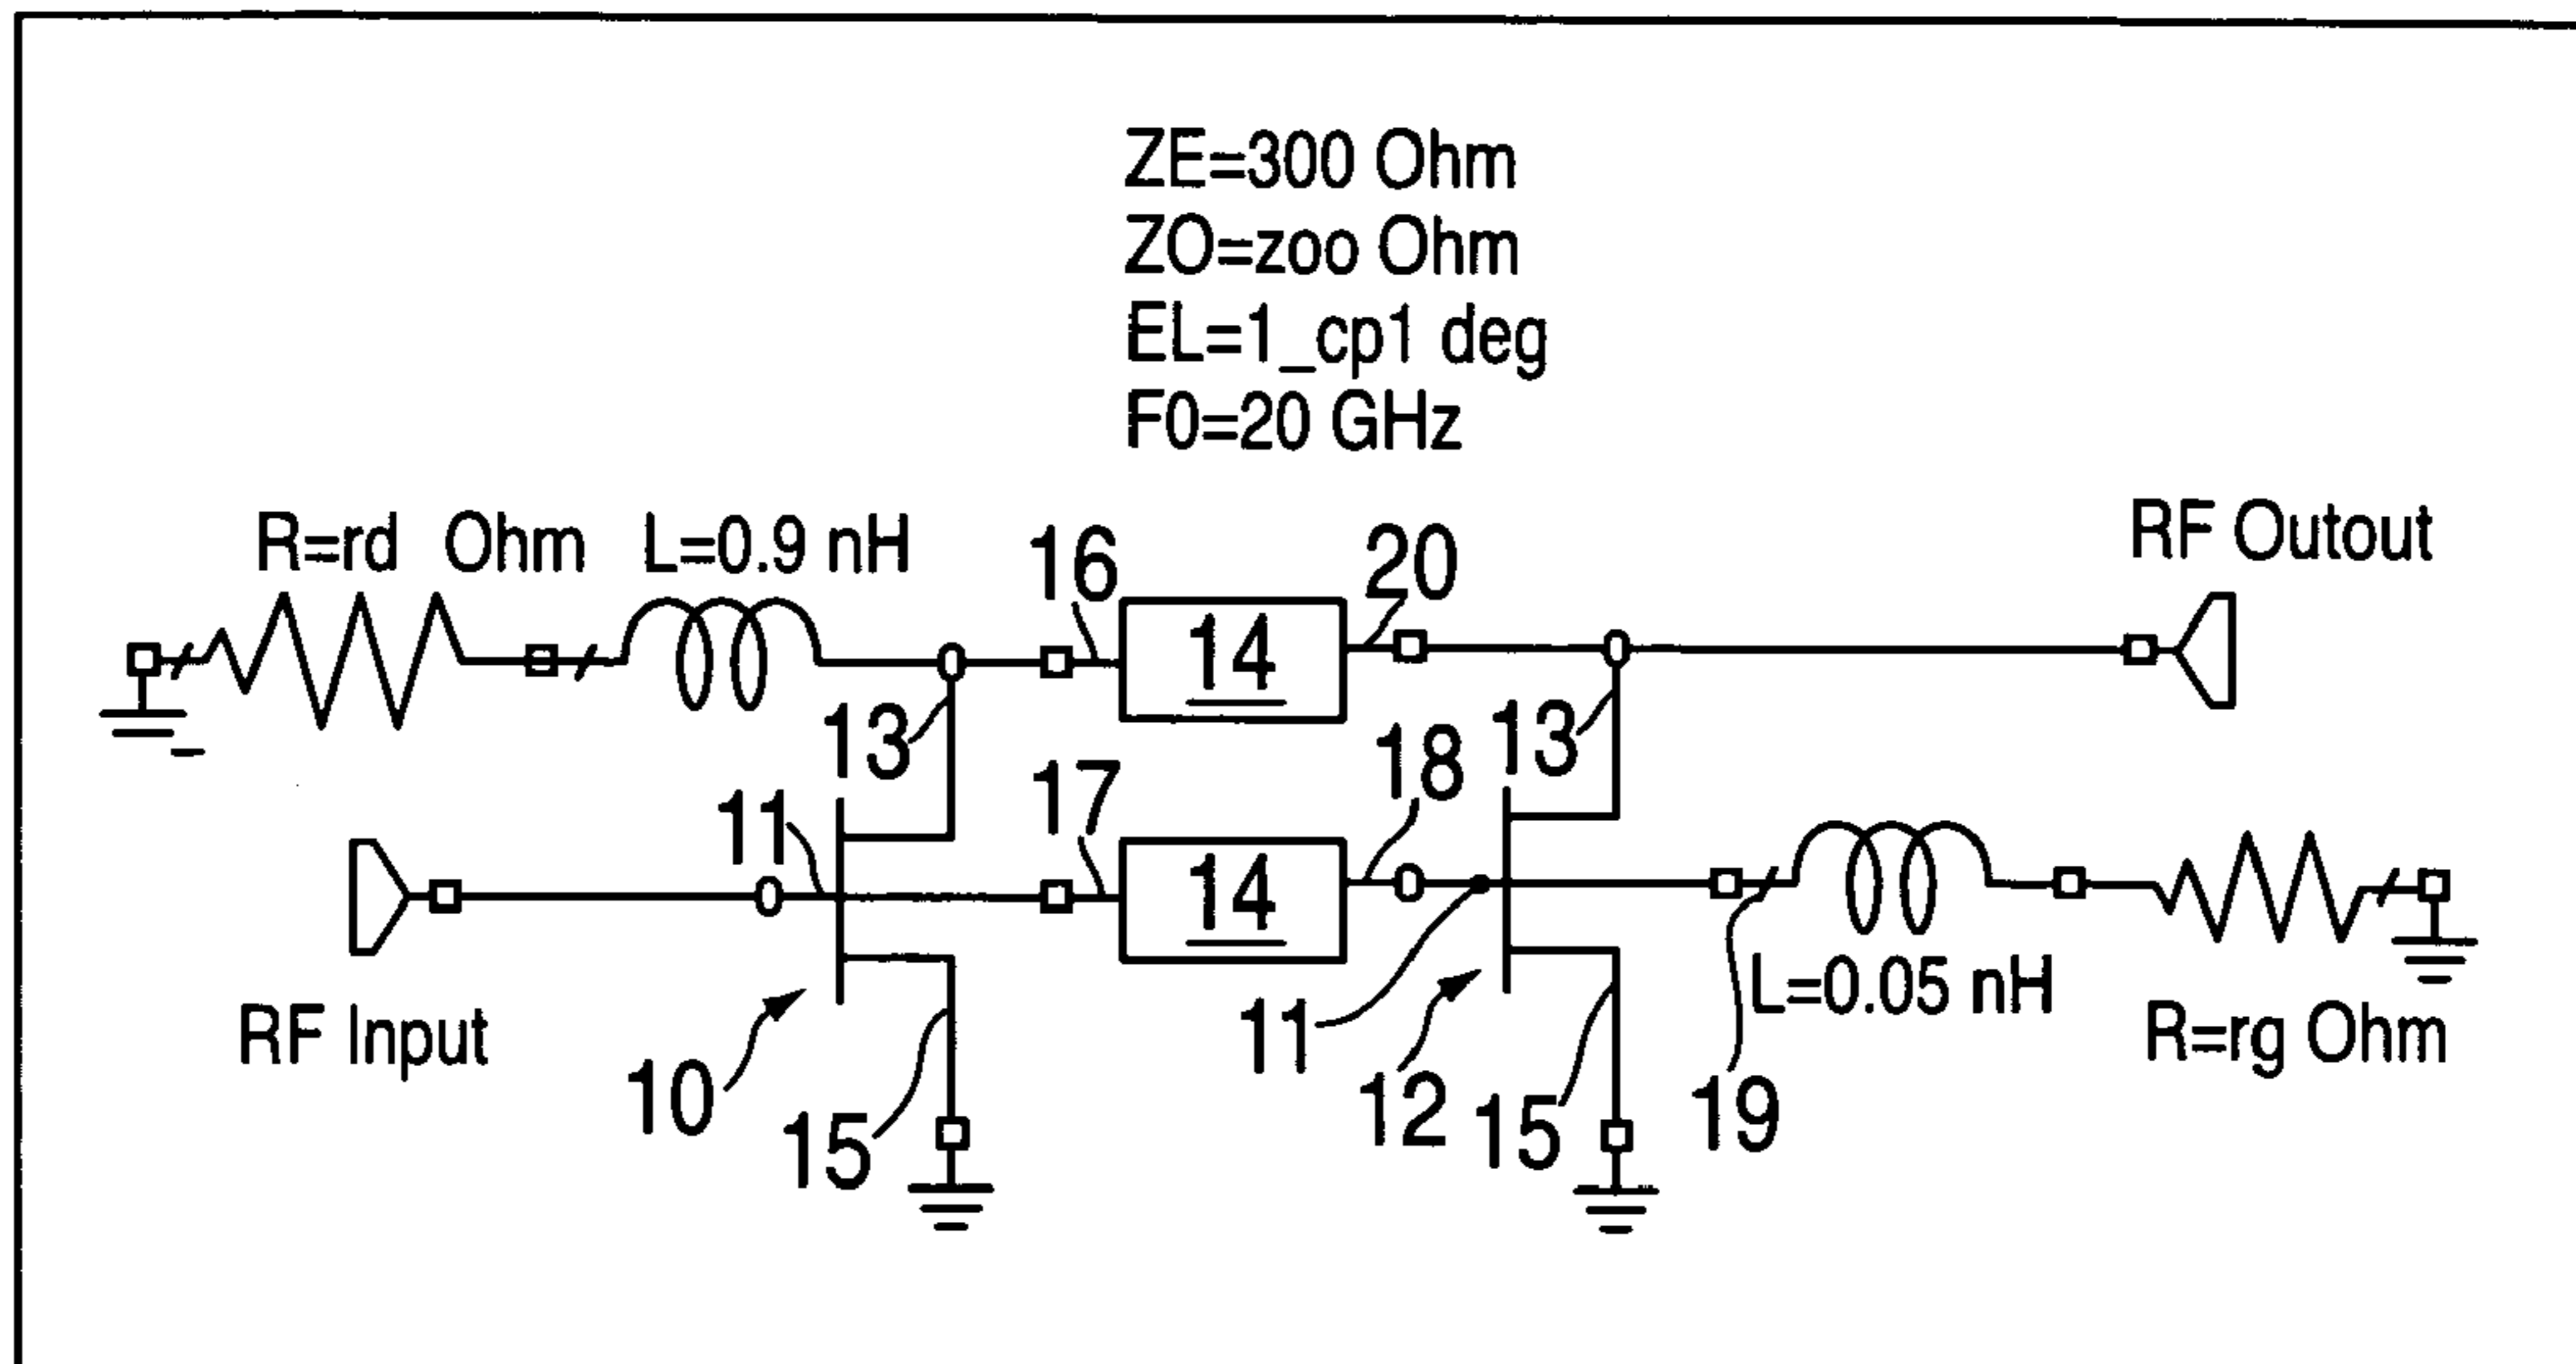 ZE=300 Ohm
ZO=zoo Ohm
EL=1_cp1 deg
F0=20 GHz
R=rd Ohm
L=0.9 nH
16
20
RF Outout
14
13
13
11
17
18
14
RF Input
10
15
11
12
15
19
L=0.05 nH
R=rg Ohm